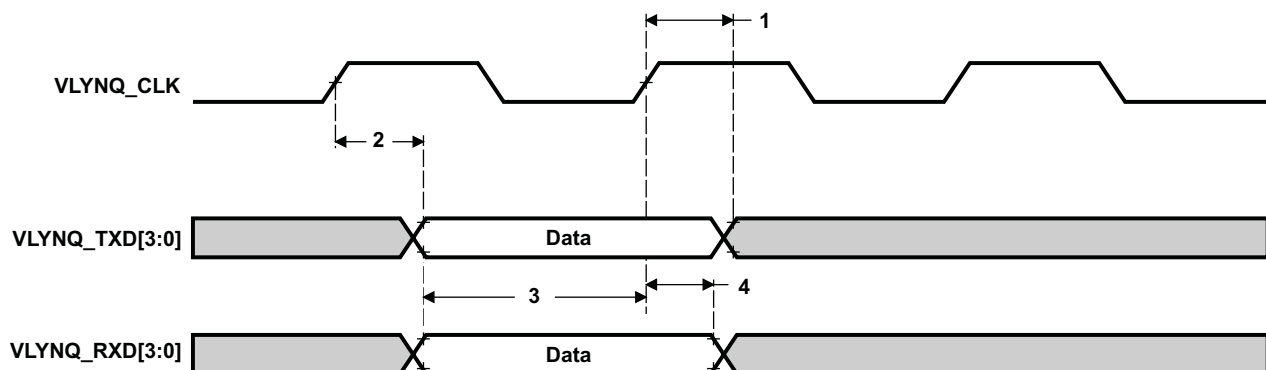 1
VLYNQ_CLK
2
VLYNQ_TXD[3:0]
Data
3
4
VLYNQ_RXD[3:0]
Data